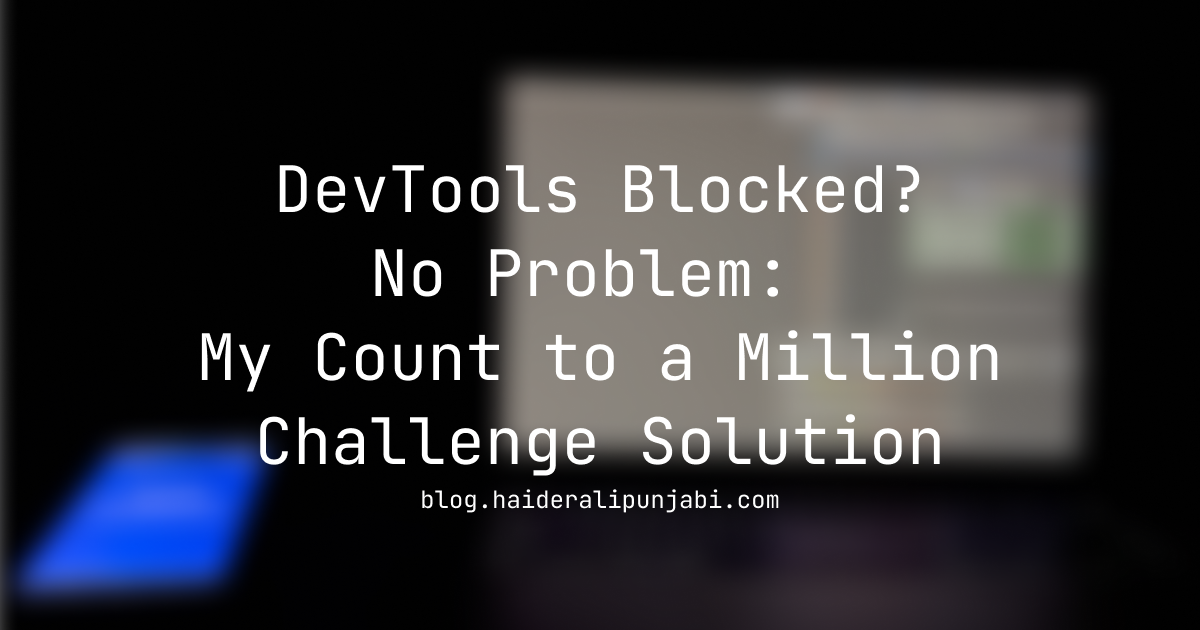 DevTools Blocked?
No Problem:
My Count to a Million
Challenge Solution
blog.haideralipunjabi.com